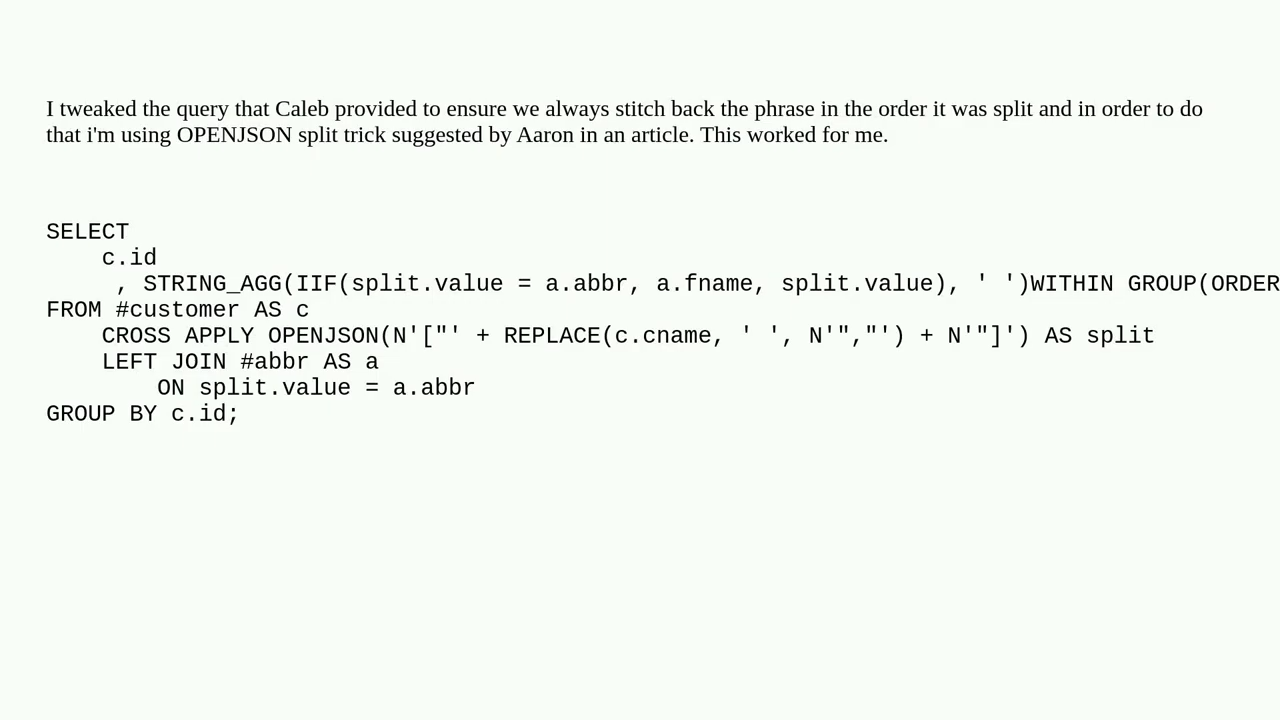 I tweaked the query that Caleb provided to ensure we always stitch back the phrase in the order it was split and in order to do
that i'm using OPENJSON split trick suggested by Aaron in an article. This worked for me.
SELECT
    c.id
     , STRING_AGG(IIF(split.value = a.abbr, a.fname, split.value), ' ')WITHIN GROUP(ORDER
FROM #customer AS c
    CROSS APPLY OPENJSON(N'["' + REPLACE(c.cname, ' ', N'","') + N'"]') AS split
    LEFT JOIN #abbr AS a
        ON split.value = a.abbr
GROUP BY c.id;